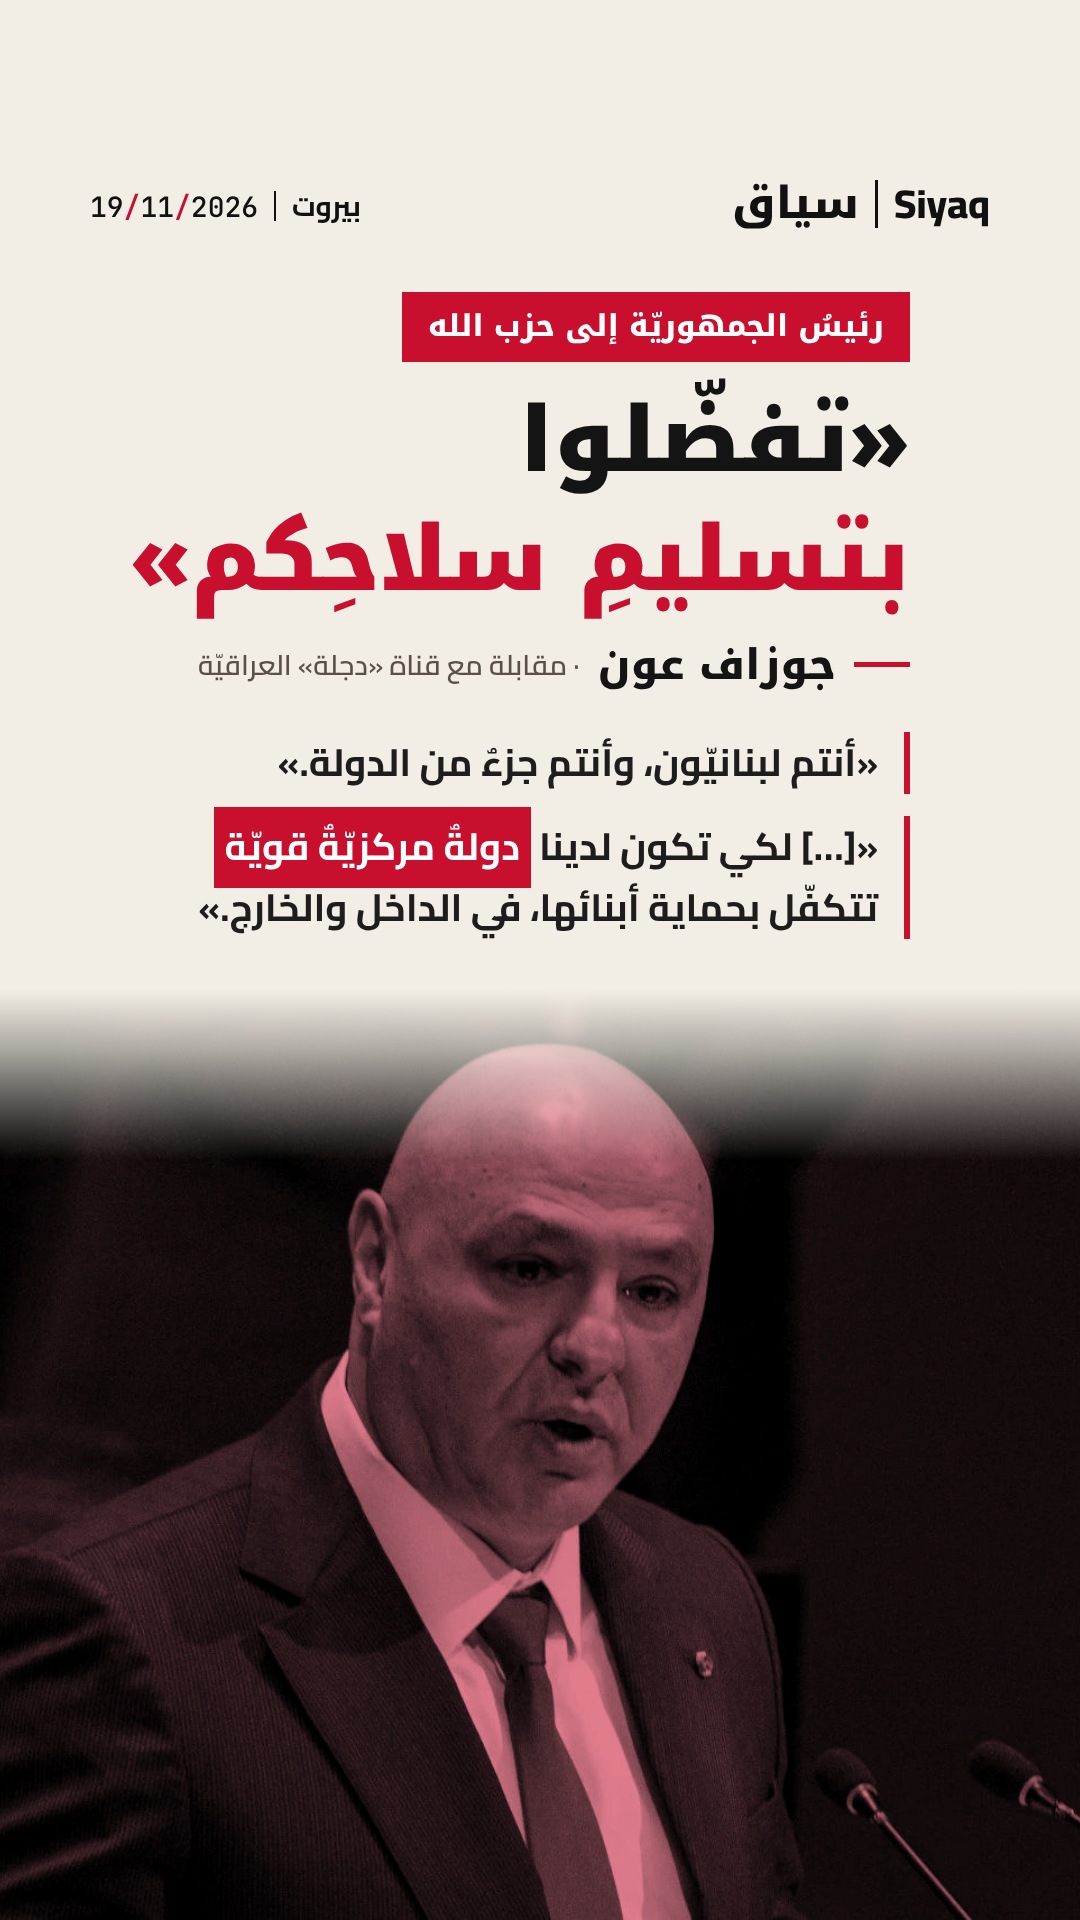 Siyaq | سياق
بيروت | 19/11/2026
رئيسُ الجمهوريّة إلى حزب الله
«تفضّلوا
بتسليمِ سلاحِكم»
جوزاف عون · مقابلة مع قناة «دجلة» العراقيّة
«أنتم لبنانيّون، وأنتم جزءٌ من الدولة.»
«[...] لكي تكون لدينا دولةٌ مركزيّةٌ قويّة
تتكفّل بحماية أبنائها، في الداخل والخارج.»